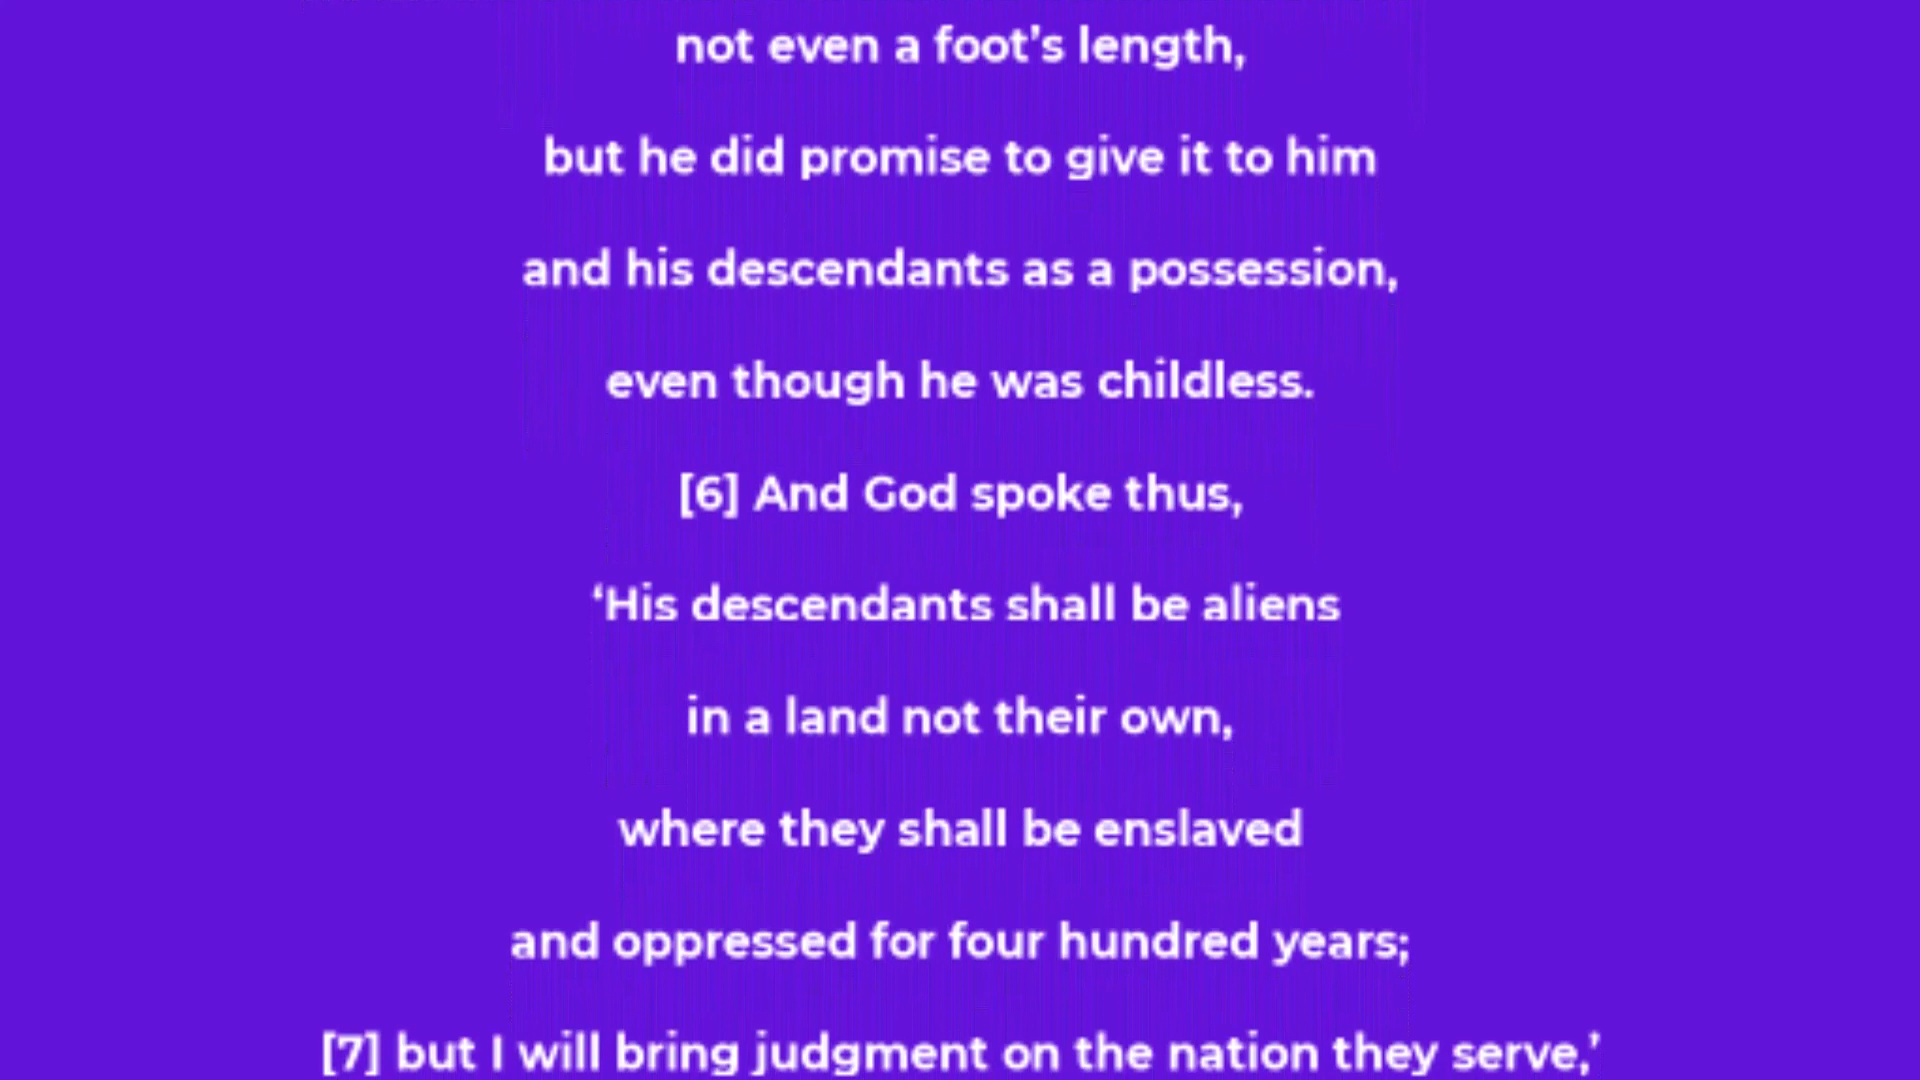 not even a foot’s length,
but he did promise to give it to him
and his descendants as a possession,
even though he was childless.
[6] And God spoke thus,
‘His descendants shall be aliens
in a land not their own,
where they shall be enslaved
and oppressed for four hundred years;
[7] but I will bring judgment on the nation they serve,’